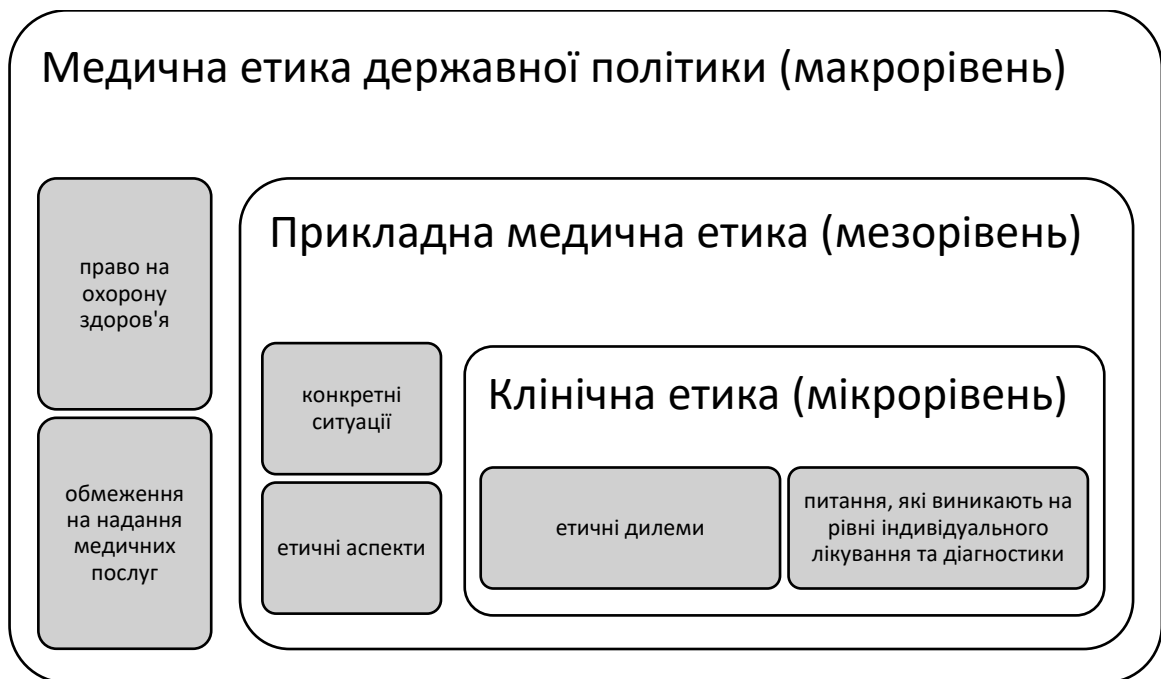 Медична етика державної політики (макрорівень)
право на
охорону
здоров'я
обмеження
на надання
медичних
послуг
Прикладна медична етика (мезорівень)
конкретні
ситуації
етичні аспекти
Клінічна етика (мікрорівень)
етичні дилеми
питання, які виникають на
рівні індивідуального
лікування та діагностики